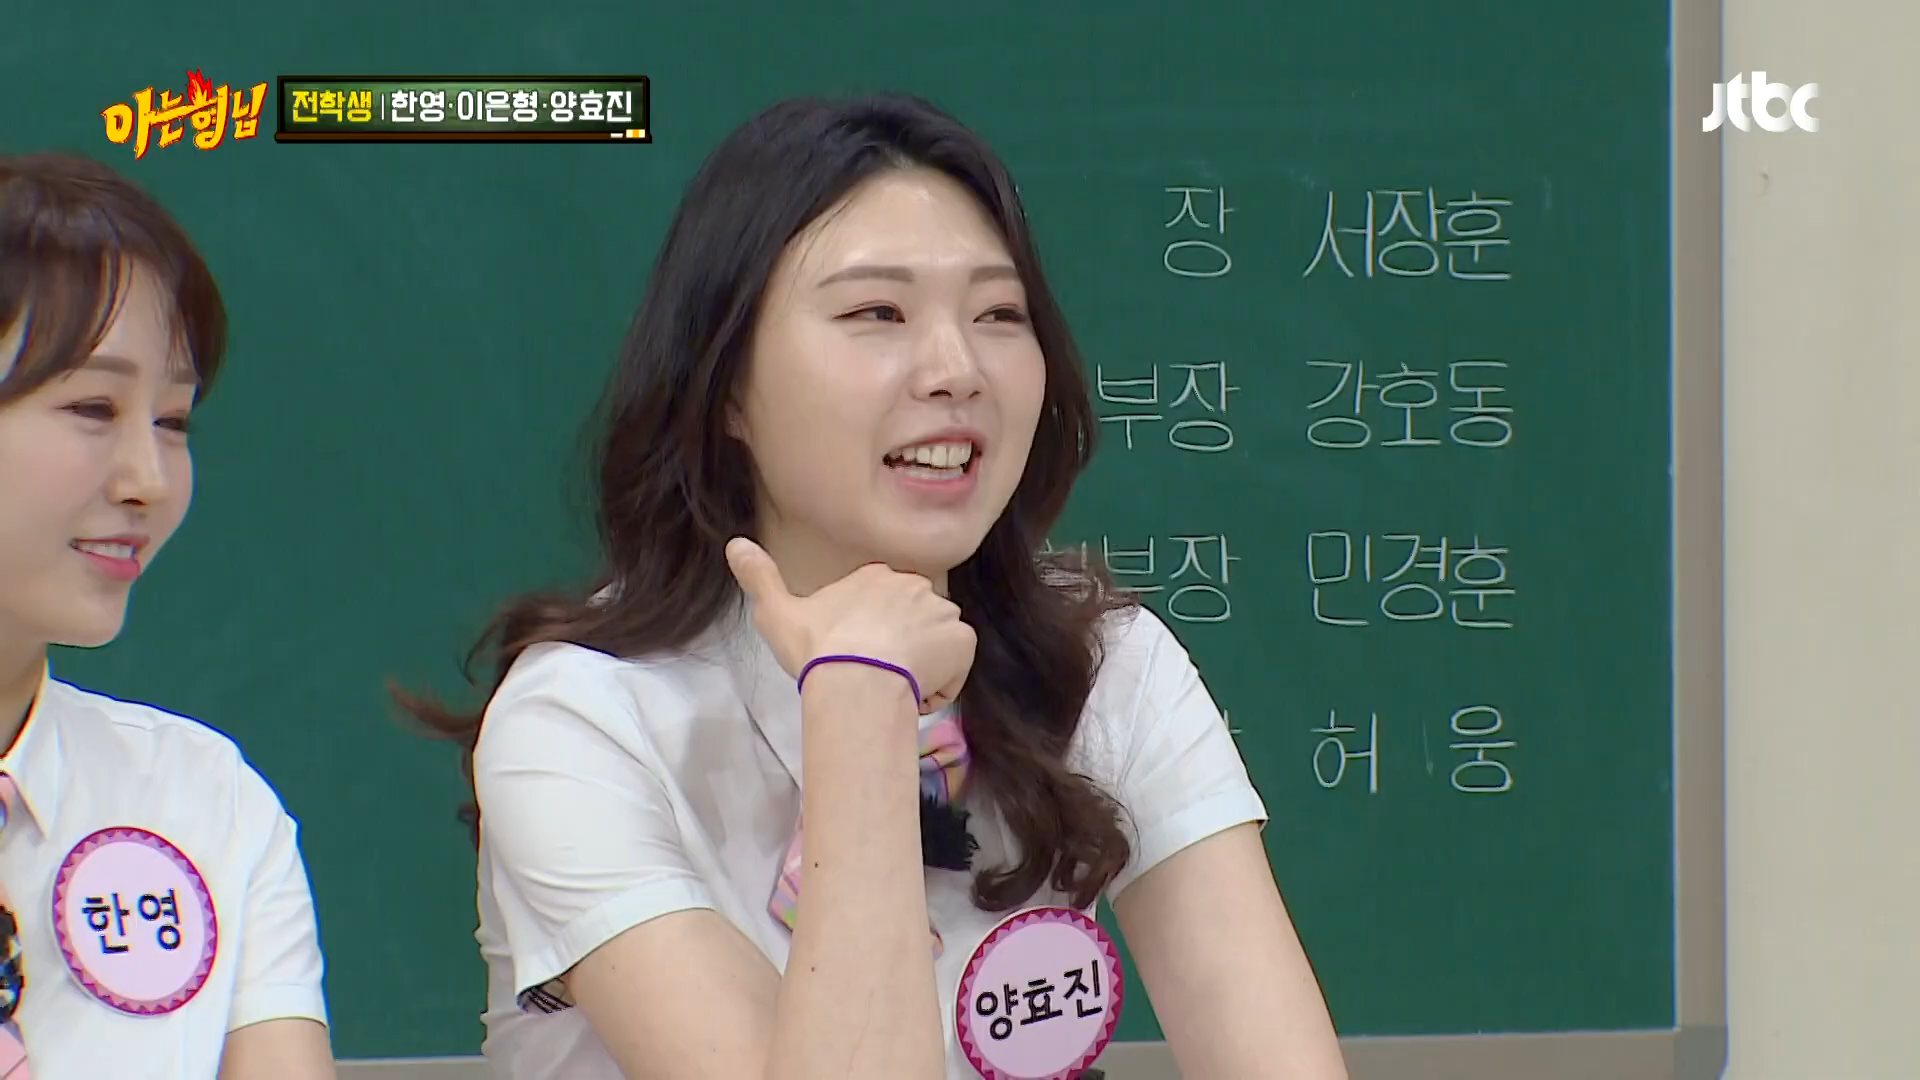 아는형님
전학생 | 한영·이은형·양효진
jtbc
장 서장훈
부장 강호동
부장 민경훈
허 웅
한영
양효진